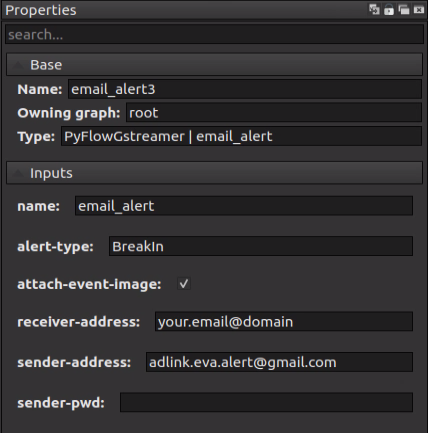 Properties
search...
Base
Name: email_alert3
Owning graph: root
Type: PyFlowGstreamer | email_alert
Inputs
name: email_alert
alert-type: BreakIn
attach-event-image: ✓
receiver-address: your.email@domain
sender-address: adlink.eva.alert@gmail.com
sender-pwd: